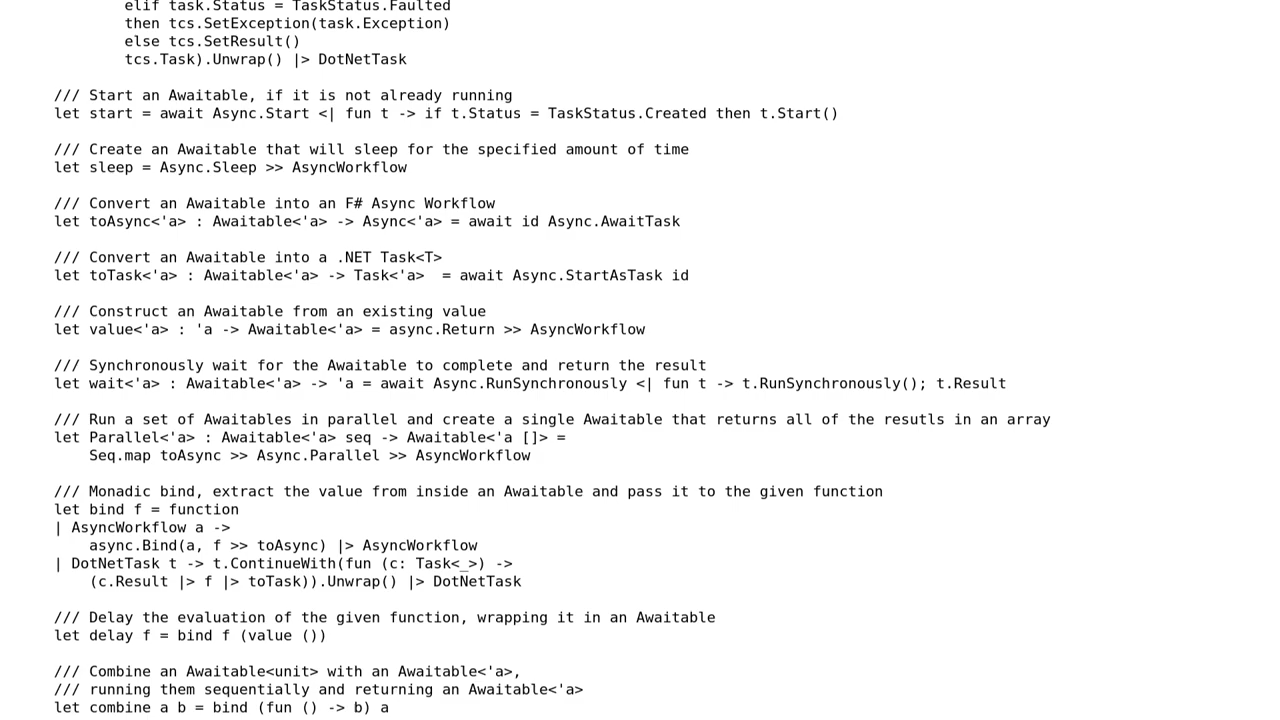 elif task.Status = TaskStatus.Faulted
then tcs.SetException(task.Exception)
else tcs.SetResult()
tcs.Task).Unwrap() |> DotNetTask
/// Start an Awaitable, if it is not already running
let start = await Async.Start <| fun t -> if t.Status = TaskStatus.Created then t.Start()
/// Create an Awaitable that will sleep for the specified amount of time
let sleep = Async.Sleep >> AsyncWorkflow
/// Convert an Awaitable into an F# Async Workflow
let toAsync<'a> : Awaitable<'a> -> Async<'a> = await id Async.AwaitTask
/// Convert an Awaitable into a .NET Task<T>
let toTask<'a> : Awaitable<'a> -> Task<'a>  = await Async.StartAsTask id
/// Construct an Awaitable from an existing value
let value<'a> : 'a -> Awaitable<'a> = async.Return >> AsyncWorkflow
/// Synchronously wait for the Awaitable to complete and return the result
let wait<'a> : Awaitable<'a> -> 'a = await Async.RunSynchronously <| fun t -> t.RunSynchronously(); t.Result
/// Run a set of Awaitables in parallel and create a single Awaitable that returns all of the resutls in an array
let Parallel<'a> : Awaitable<'a> seq -> Awaitable<'a []> =
Seq.map toAsync >> Async.Parallel >> AsyncWorkflow
/// Monadic bind, extract the value from inside an Awaitable and pass it to the given function
let bind f = function
| AsyncWorkflow a ->
async.Bind(a, f >> toAsync) |> AsyncWorkflow
| DotNetTask t -> t.ContinueWith(fun (c: Task<_>) ->
(c.Result |> f |> toTask)).Unwrap() |> DotNetTask
/// Delay the evaluation of the given function, wrapping it in an Awaitable
let delay f = bind f (value ())
/// Combine an Awaitable<unit> with an Awaitable<'a>,
/// running them sequentially and returning an Awaitable<'a>
let combine a b = bind (fun () -> b) a